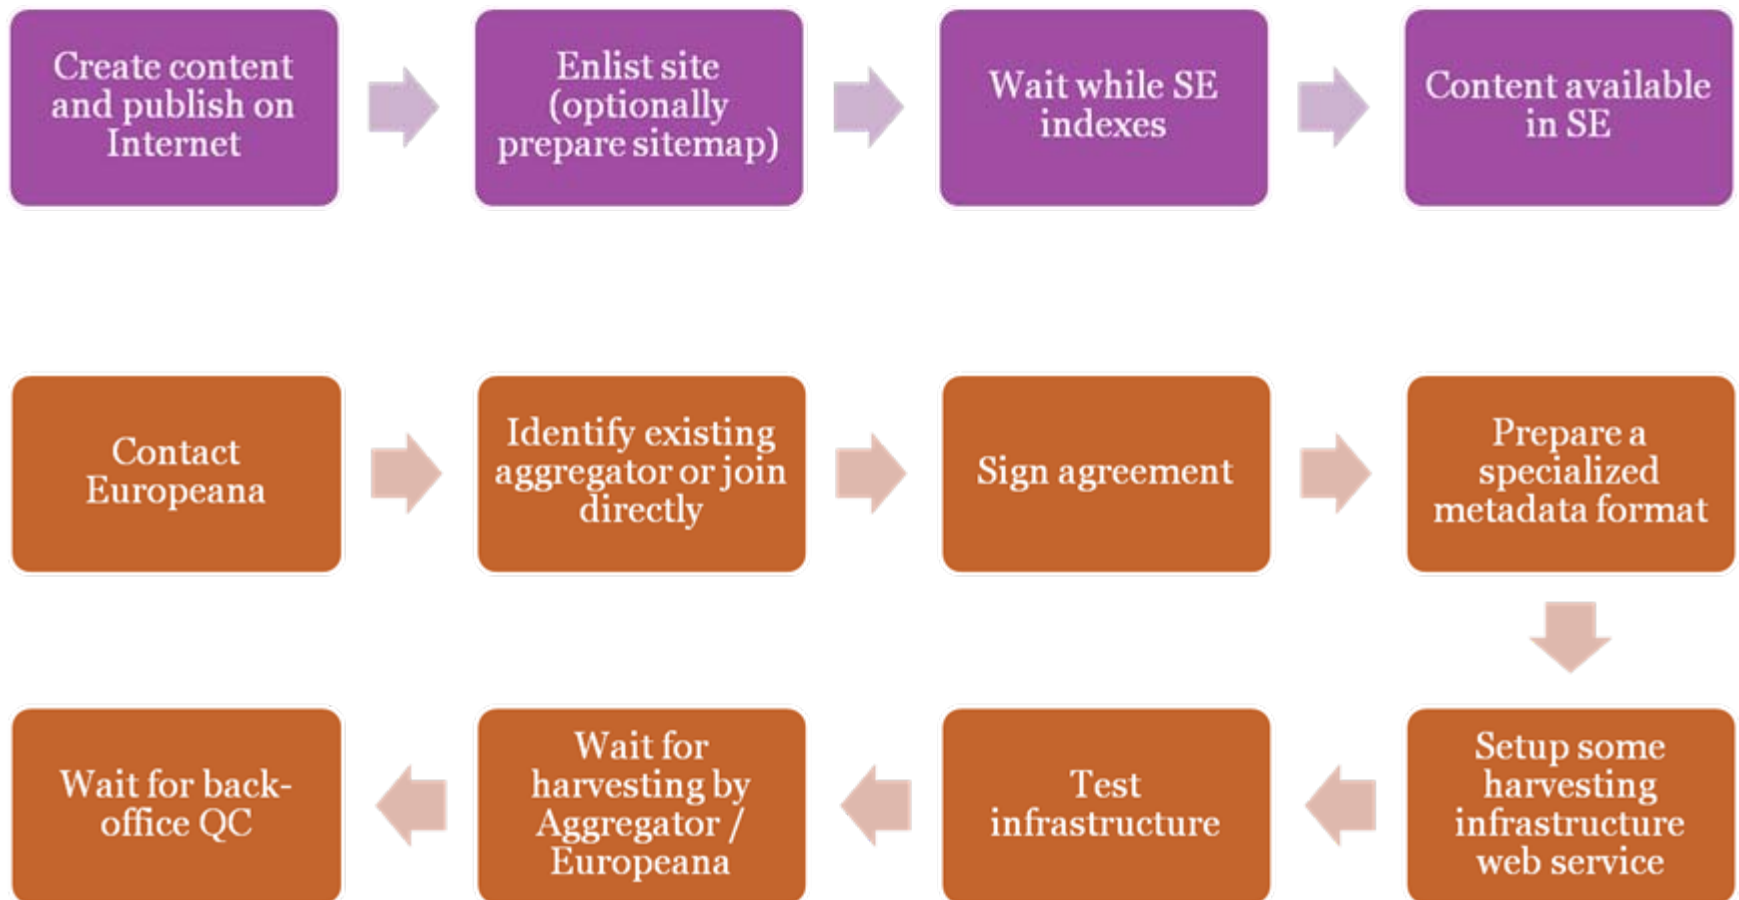 Create content
and publish on
Internet
Enlist site
(optionally
prepare sitemap)
Wait while SE
indexes
Content available
in SE
Contact
Europeana
Identify existing
aggregator or join
directly
Sign agreement
Prepare a
specialized
metadata format
Setup some
harvesting
infrastructure
web service
Test
infrastructure
Wait for
harvesting by
Aggregator /
Europeana
Wait for back-
office QC